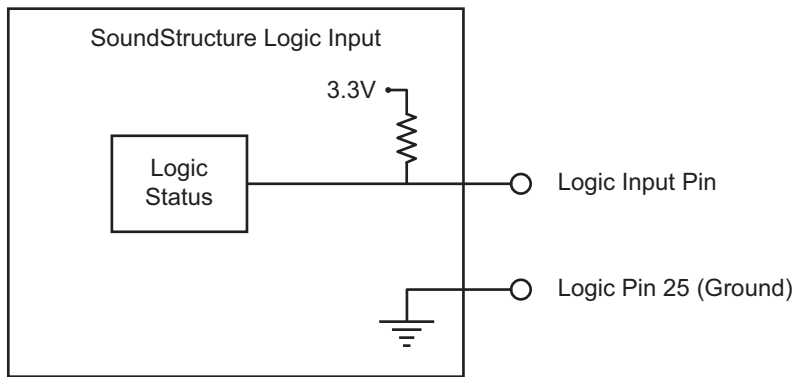 SoundStructure Logic Input
3.3V
Logic
Status
Logic Input Pin
Logic Pin 25 (Ground)